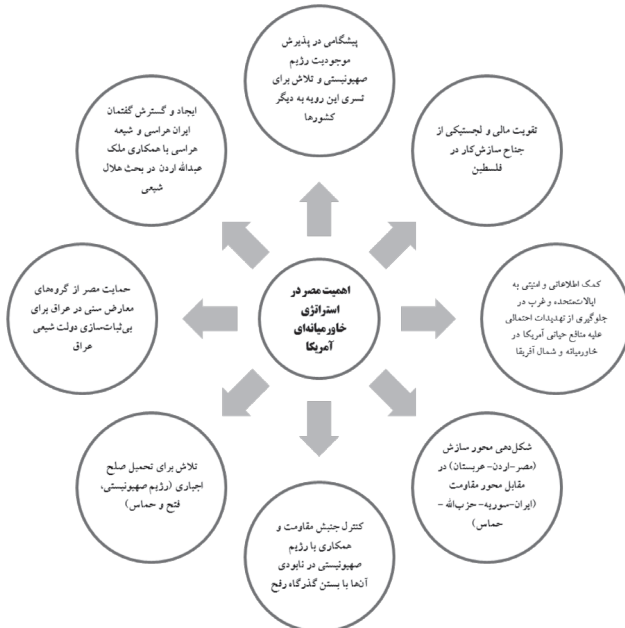 پیشگامی در پذیرش
موجودیت رژیم
صهیونیستی و تلاش برای
تسری این رویه به دیگر
کشورها
تقویت مالی و لجستیکی از
جناح سازش‌کار در
فلسطین
کمک اطلاعاتی و امنیتی به
ایالات‌متحده و غرب در
جلوگیری از تهدیدات احتمالی
علیه منافع حیاتی آمریکا در
خاورمیانه و شمال آفریقا
شکل‌دهی محور سازش
(مصر-اردن-عربستان) در
مقابل محور مقاومت
(ایران-سوریه-حزب‌الله-
حماس)
کنترل جنبش مقاومت و
همکاری با رژیم
صهیونیستی در نابودی
آن‌ها با بستن گذرگاه رفح
تلاش برای تحمیل صلح
اجباری (رژیم صهیونیستی،
فتح و حماس)
حمایت مصر از گروه‌های
معارض سنی در عراق برای
بی‌ثبات‌سازی دولت شیعی
عراق
ایجاد و گسترش گفتمان
ایران هراسی و شیعه
هراسی با همکاری ملک
عبدالله اردن در بحث هلال
شیعی
اهمیت مصر در
استراتژی
خاورمیانه‌ای
آمریکا